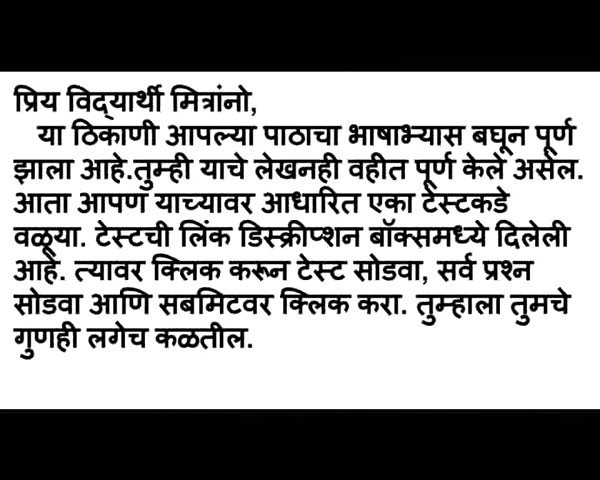 प्रिय विद्यार्थी मित्रांनो,
या ठिकाणी आपल्या पाठाचा भाषाभ्यास बघून पूर्ण
झाला आहे.तुम्ही याचे लेखनही वहीत पूर्ण केले असेल.
आता आपण याच्यावर आधारित एका टेस्टकडे
वळूया. टेस्टची लिंक डिस्क्रीप्शन बॉक्समध्ये दिलेली
आहे. त्यावर क्लिक करून टेस्ट सोडवा, सर्व प्रश्न
सोडवा आणि सबमिटवर क्लिक करा. तुम्हाला तुमचे
गुणही लगेच कळतील.